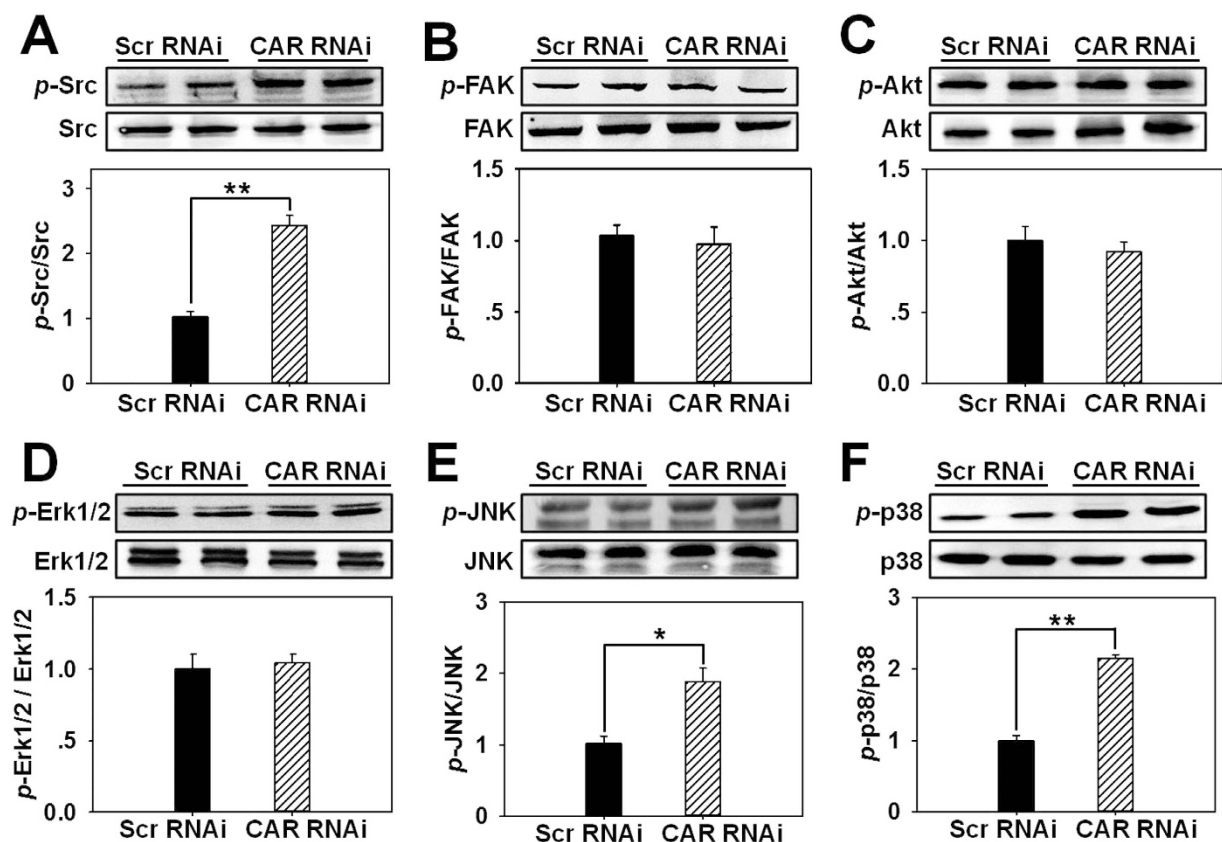 A
Scr RNAi CAR RNAi
p-Src
Src
3
2
1
0
p-Src/Src
**
Scr RNAi CAR RNAi
B
Scr RNAi CAR RNAi
p-FAK
FAK
1.5
1.0
.5
0.0
p-FAK/FAK
Scr RNAi CAR RNAi
C
Scr RNAi CAR RNAi
p-Akt
Akt
1.5
1.0
.5
0.0
p-Akt/Akt
Scr RNAi CAR RNAi
D
Scr RNAi CAR RNAi
p-Erk1/2
Erk1/2
1.5
1.0
.5
0.0
p-Erk1/2 / Erk1/2
Scr RNAi CAR RNAi
E
Scr RNAi CAR RNAi
p-JNK
JNK
3
2
1
0
p-JNK/JNK
*
Scr RNAi CAR RNAi
F
Scr RNAi CAR RNAi
p-p38
p38
3
2
1
0
p-p38/p38
**
Scr RNAi CAR RNAi